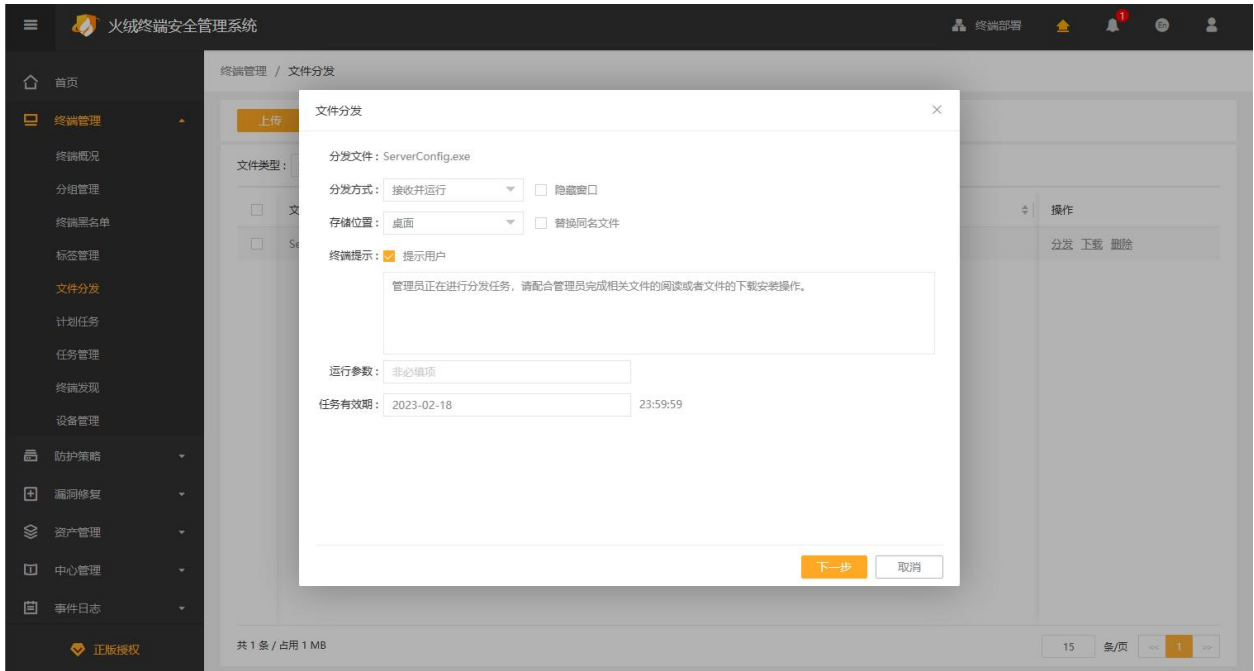 火绒终端安全管理系统
终端部署
1
En
首页
终端管理 / 文件分发
终端管理
上传
文件分发
终端概况
文件类型：
分发文件：ServerConfig.exe
分组管理
分发方式： 接收并运行 隐藏窗口
终端黑名单
文
存储位置： 桌面 替换同名文件
操作
标签管理
Se
终端提示： 提示用户
分发 下载 删除
文件分发
管理员正在进行分发任务，请配合管理员完成相关文件的阅读或者文件的下载安装操作。
计划任务
任务管理
运行参数： 非必填项
终端发现
任务有效期： 2023-02-18 23:59:59
设备管理
防护策略
漏洞修复
资产管理
中心管理
下一步 取消
事件日志
正版授权
共 1 条 / 占用 1 MB
15 条/页 << 1 >>